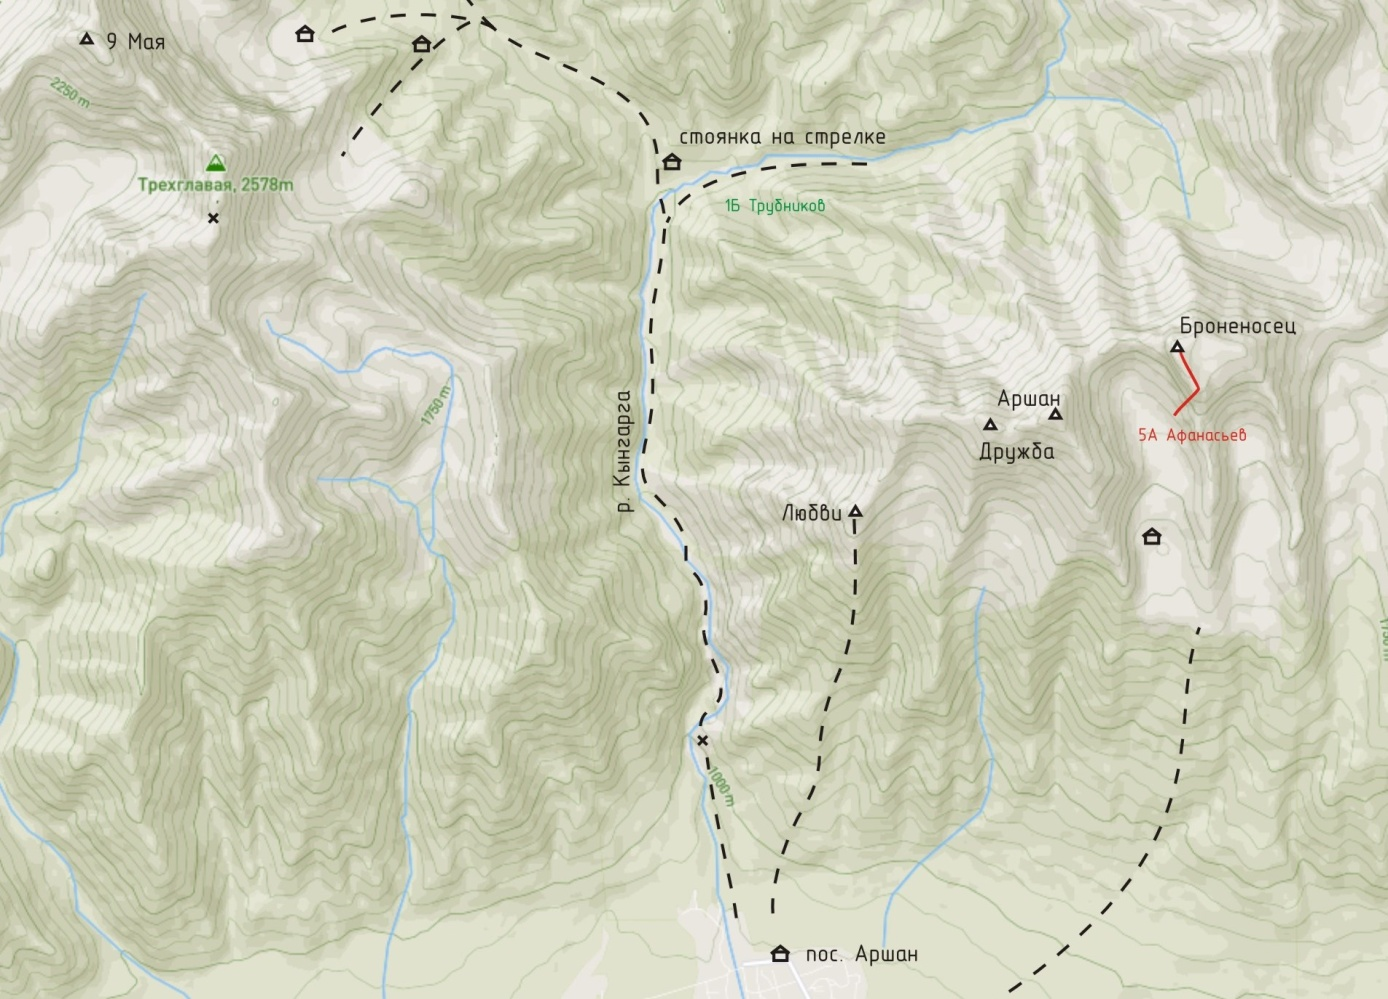 9 Мая
2250 m
стоянка на стрелке
Трехглавая, 2578m
1Б Трубников
Броненосец
1750 m
р. Кынгарга
Аршан
5А Афанасьев
Дружба
Любви
1750 m
1000 m
пос. Аршан